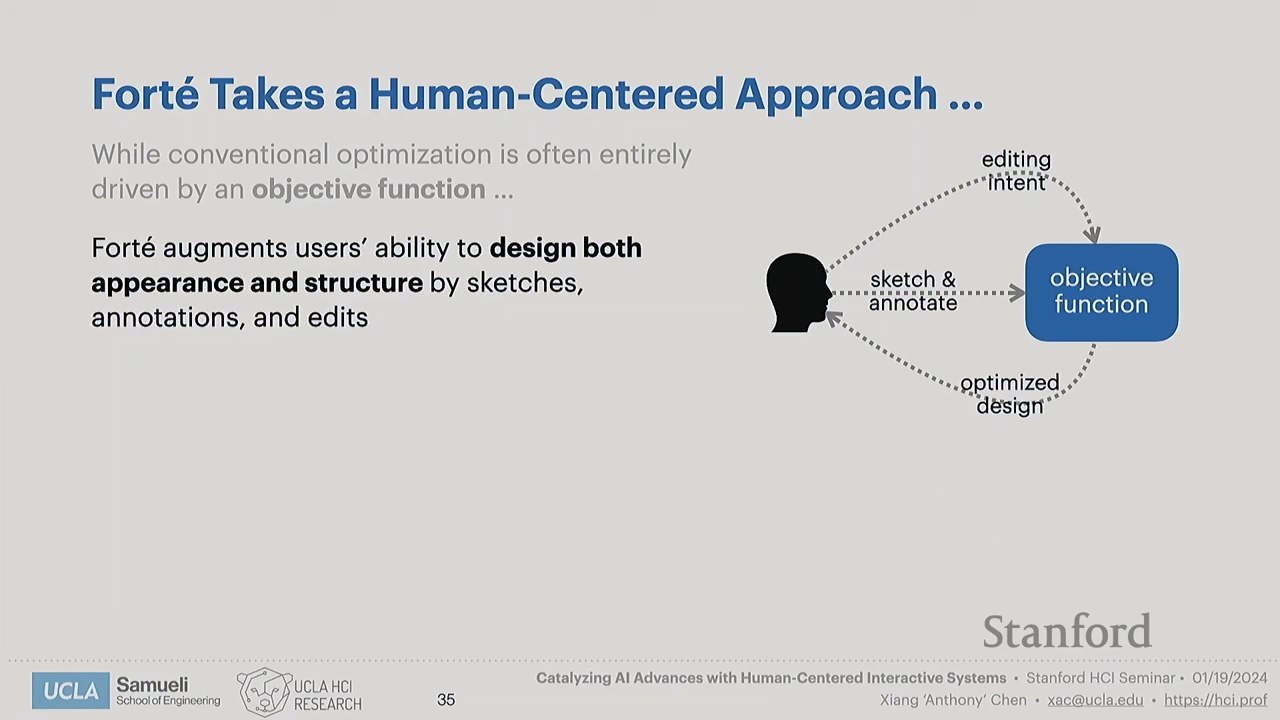 Forté Takes a Human-Centered Approach ...
While conventional optimization is often entirely
driven by an objective function ...
Forté augments users’ ability to design both
appearance and structure by sketches,
annotations, and edits
editing
intent
sketch &
annotate
objective
function
optimized
design
Stanford
UCLA Samueli
School of Engineering
UCLA HCI
RESEARCH
35
Catalyzing AI Advances with Human-Centered Interactive Systems • Stanford HCI Seminar • 01/19/2024
Xiang ‘Anthony’ Chen • xac@ucla.edu • https://hci.prof